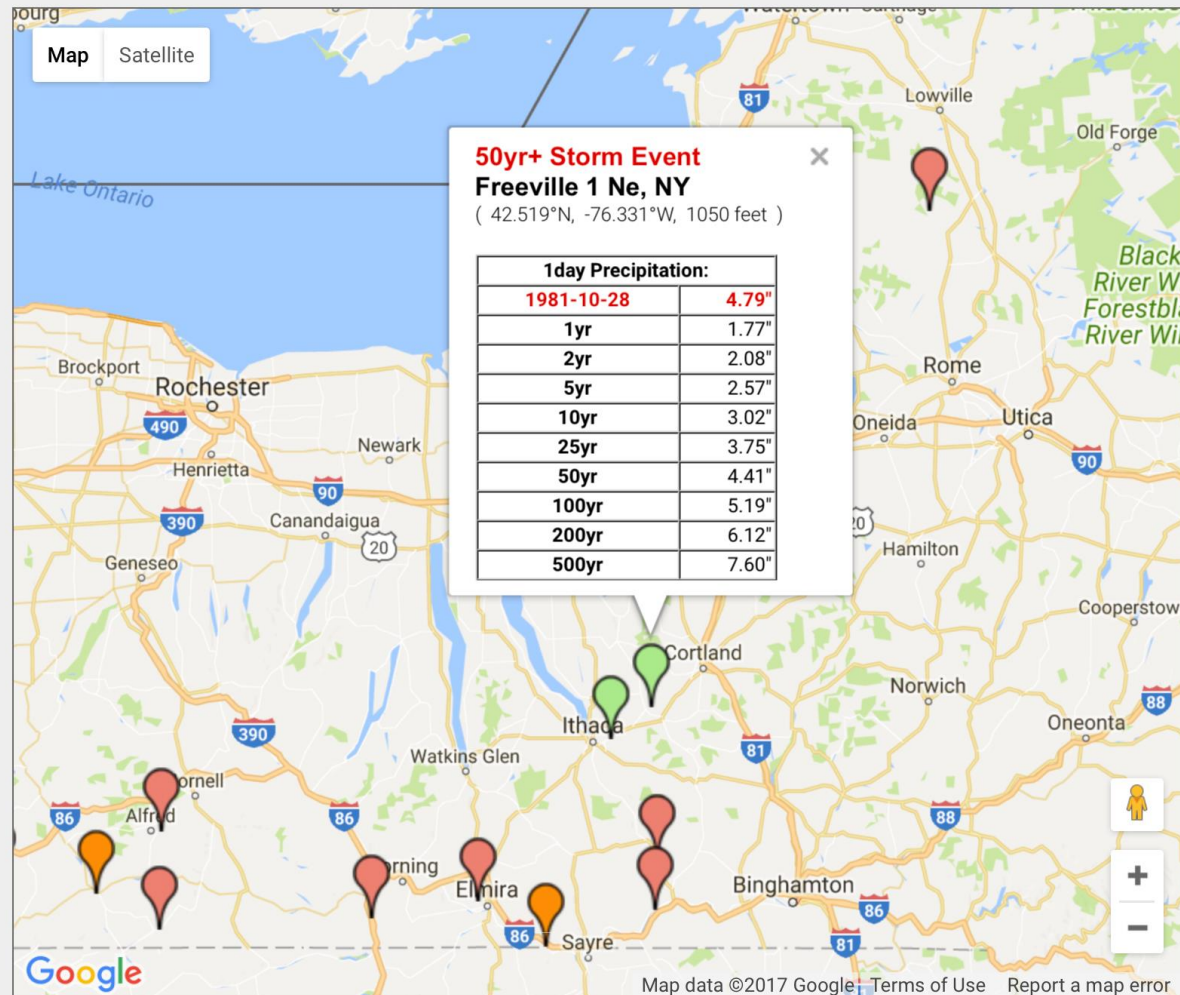 Map Satellite
Lake Ontario
Lowville
Old Forge
81
50yr+ Storm Event
Freeville 1 Ne, NY
( 42.519°N, -76.331°W, 1050 feet )
1day Precipitation:
1981-10-28 4.79"
1yr 1.77"
2yr 2.08"
5yr 2.57"
10yr 3.02"
25yr 3.75"
50yr 4.41"
100yr 5.19"
200yr 6.12"
500yr 7.60"
Black
River W
Forestbl
River Wi
Brockport
Rochester
490
Henrietta
Newark
90
390
Canandaigua
20
Geneseo
Rome
Oneida
Utica
90
20
Hamilton
Cooperstow
Cortland
Norwich
88
Ithaca
Oneonta
390
81
Watkins Glen
ornell
86
Alfred
86
88
orning
Elmira
Binghamton
86
86
Sayre
81
Google
Map data ©2017 Google Terms of Use Report a map error